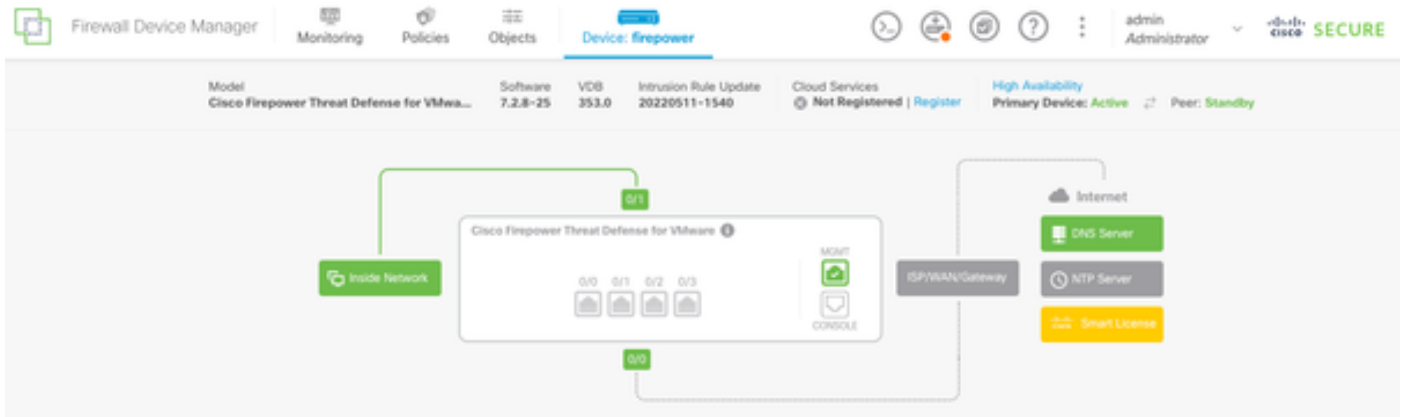 Firewall Device Manager
Monitoring
Policies
Objects
Device: firepower
admin
Administrator
cisco SECURE
Model
Cisco Firepower Threat Defense for VMwa...
Software
7.2.8-25
VDB
353.0
Intrusion Rule Update
20220511-1540
Cloud Services
Not Registered | Register
High Availability
Primary Device: Active Peer: Standby
0/1
Internet
Cisco Firepower Threat Defense for VMware
DNS Server
MGMT
Inside Network
0/0 0/1 0/2 0/3
ISP/WAN/Gateway
NTP Server
CONSOLE
Smart License
0/0